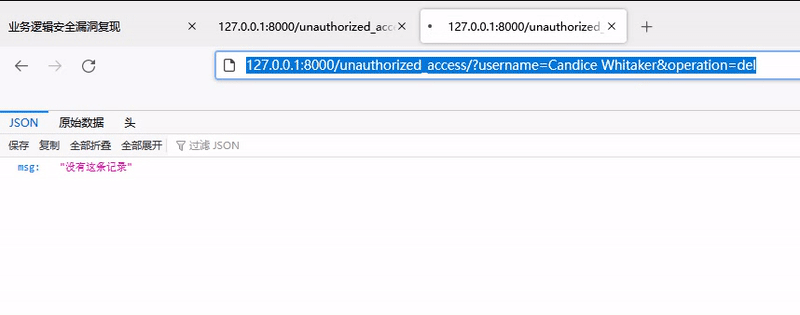 业务逻辑安全漏洞复现 127.0.0.1:8000/unauthorized_acc 127.0.0.1:8000/unauthorized_
127.0.0.1:8000/unauthorized_access/?username=Candice Whitaker&operation=del
JSON 原始数据 头
保存 复制 全部折叠 全部展开 过滤 JSON
msg: "没有这条记录"